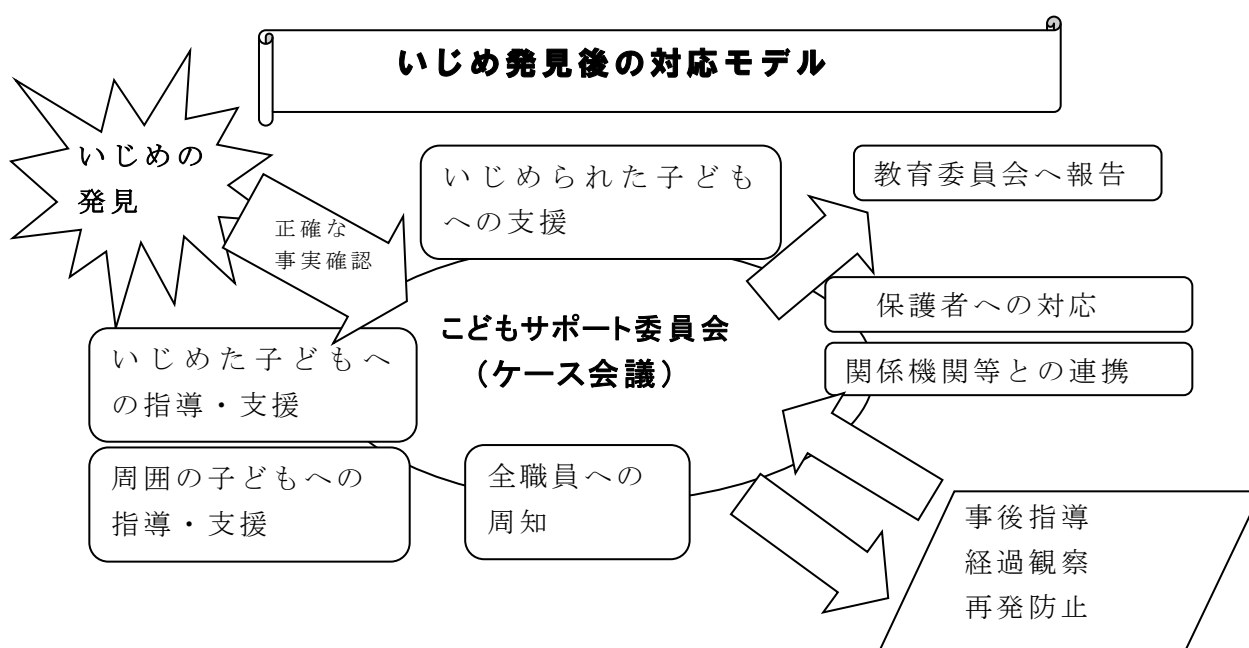 いじめ発見後の対応モデル
いじめの
発見
正確な
事実確認
いじめられた子ども
への支援
教育委員会へ報告
保護者への対応
関係機関等との連携
こどもサポート委員会
（ケース会議）
いじめた子どもへ
の指導・支援
周囲の子どもへの
指導・支援
全職員への
周知
事後指導
経過観察
再発防止